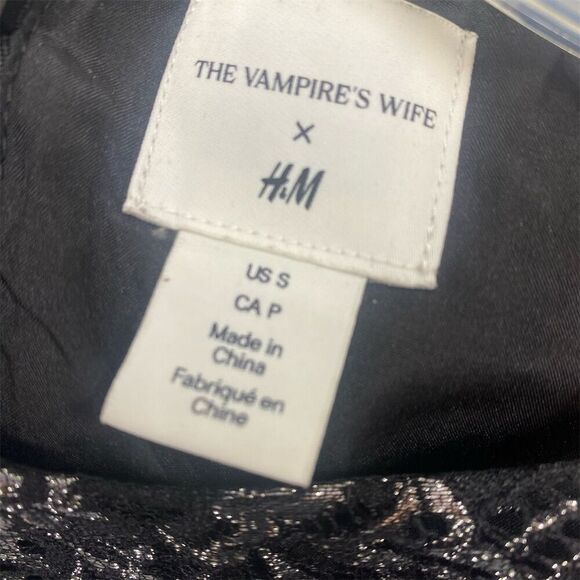 THE VAMPIRE'S WIFE
×
H&M
US S
CA P
Made in
China
Fabriqué en
Chine